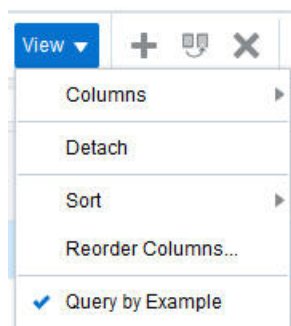 View
Columns
Detach
Sort
Reorder Columns...
Query by Example